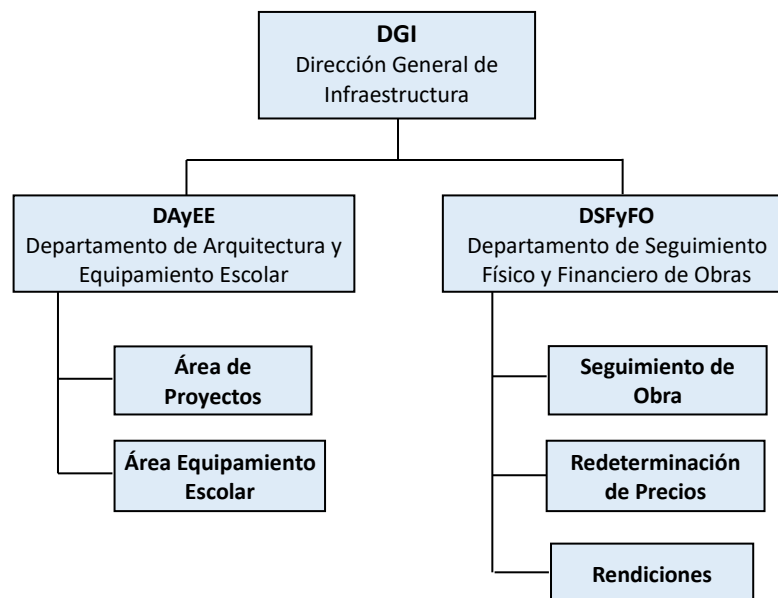 DGI
Dirección General de
Infraestructura
DAyEE
Departamento de Arquitectura y
Equipamiento Escolar
Área de
Proyectos
Área Equipamiento
Escolar
DSFyFO
Departamento de Seguimiento
Físico y Financiero de Obras
Seguimiento de
Obra
Redeterminación
de Precios
Rendiciones